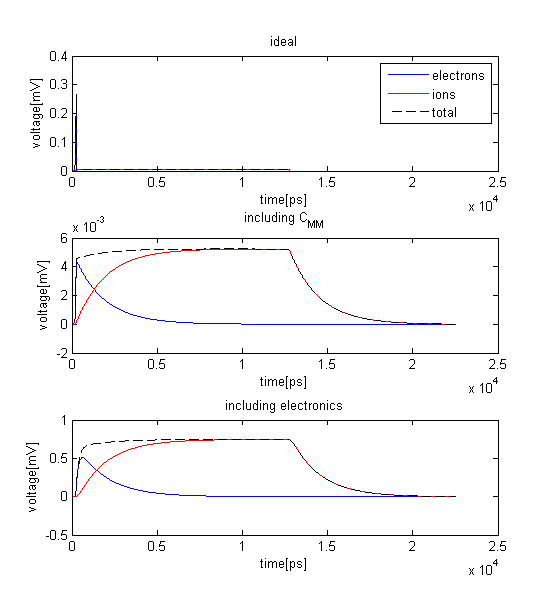 ideal
0.4
0.3
0.2
0.1
0
voltage[mV]
electrons
ions
total
0 0.5 1 1.5 2 2.5
time[ps]
x 10^4
including C_MM
x 10^-3
6
4
2
0
-2
voltage[mV]
0 0.5 1 1.5 2 2.5
time[ps]
x 10^4
including electronics
1
0.5
0
-0.5
voltage[mV]
0 0.5 1 1.5 2 2.5
time[ps]
x 10^4